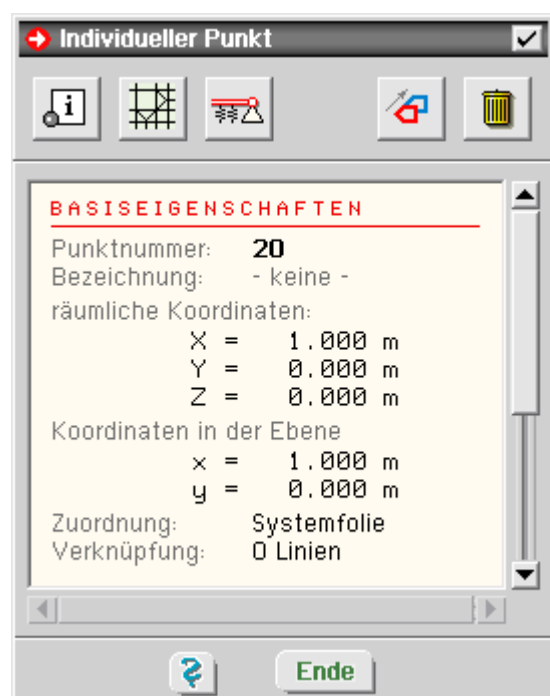 Individueller Punkt
i
BASISEIGENSCHAFTEN
Punktnummer: 20
Bezeichnung: - keine -
räumliche Koordinaten:
X = 1.000 m
Y = 0.000 m
Z = 0.000 m
Koordinaten in der Ebene
x = 1.000 m
y = 0.000 m
Zuordnung: Systemfolie
Verknüpfung: 0 Linien
? Ende